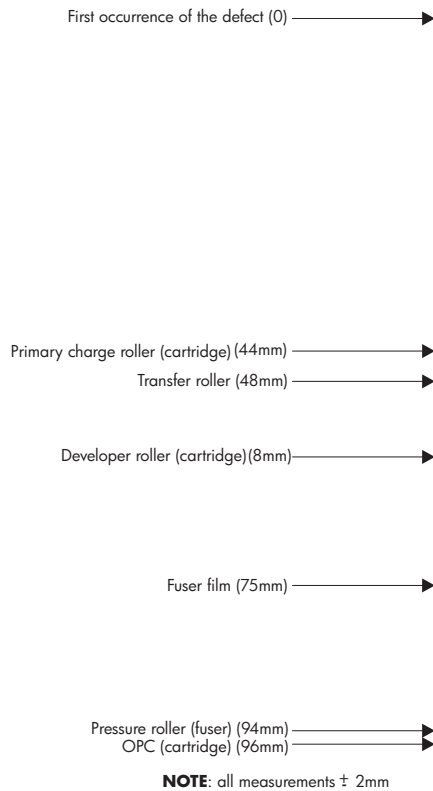 First occurrence of the defect (0)
Primary charge roller (cartridge) (44mm)
Transfer roller (48mm)
Developer roller (cartridge)(8mm)
Fuser film (75mm)
Pressure roller (fuser) (94mm)
OPC (cartridge) (96mm)
NOTE: all measurements ± 2mm